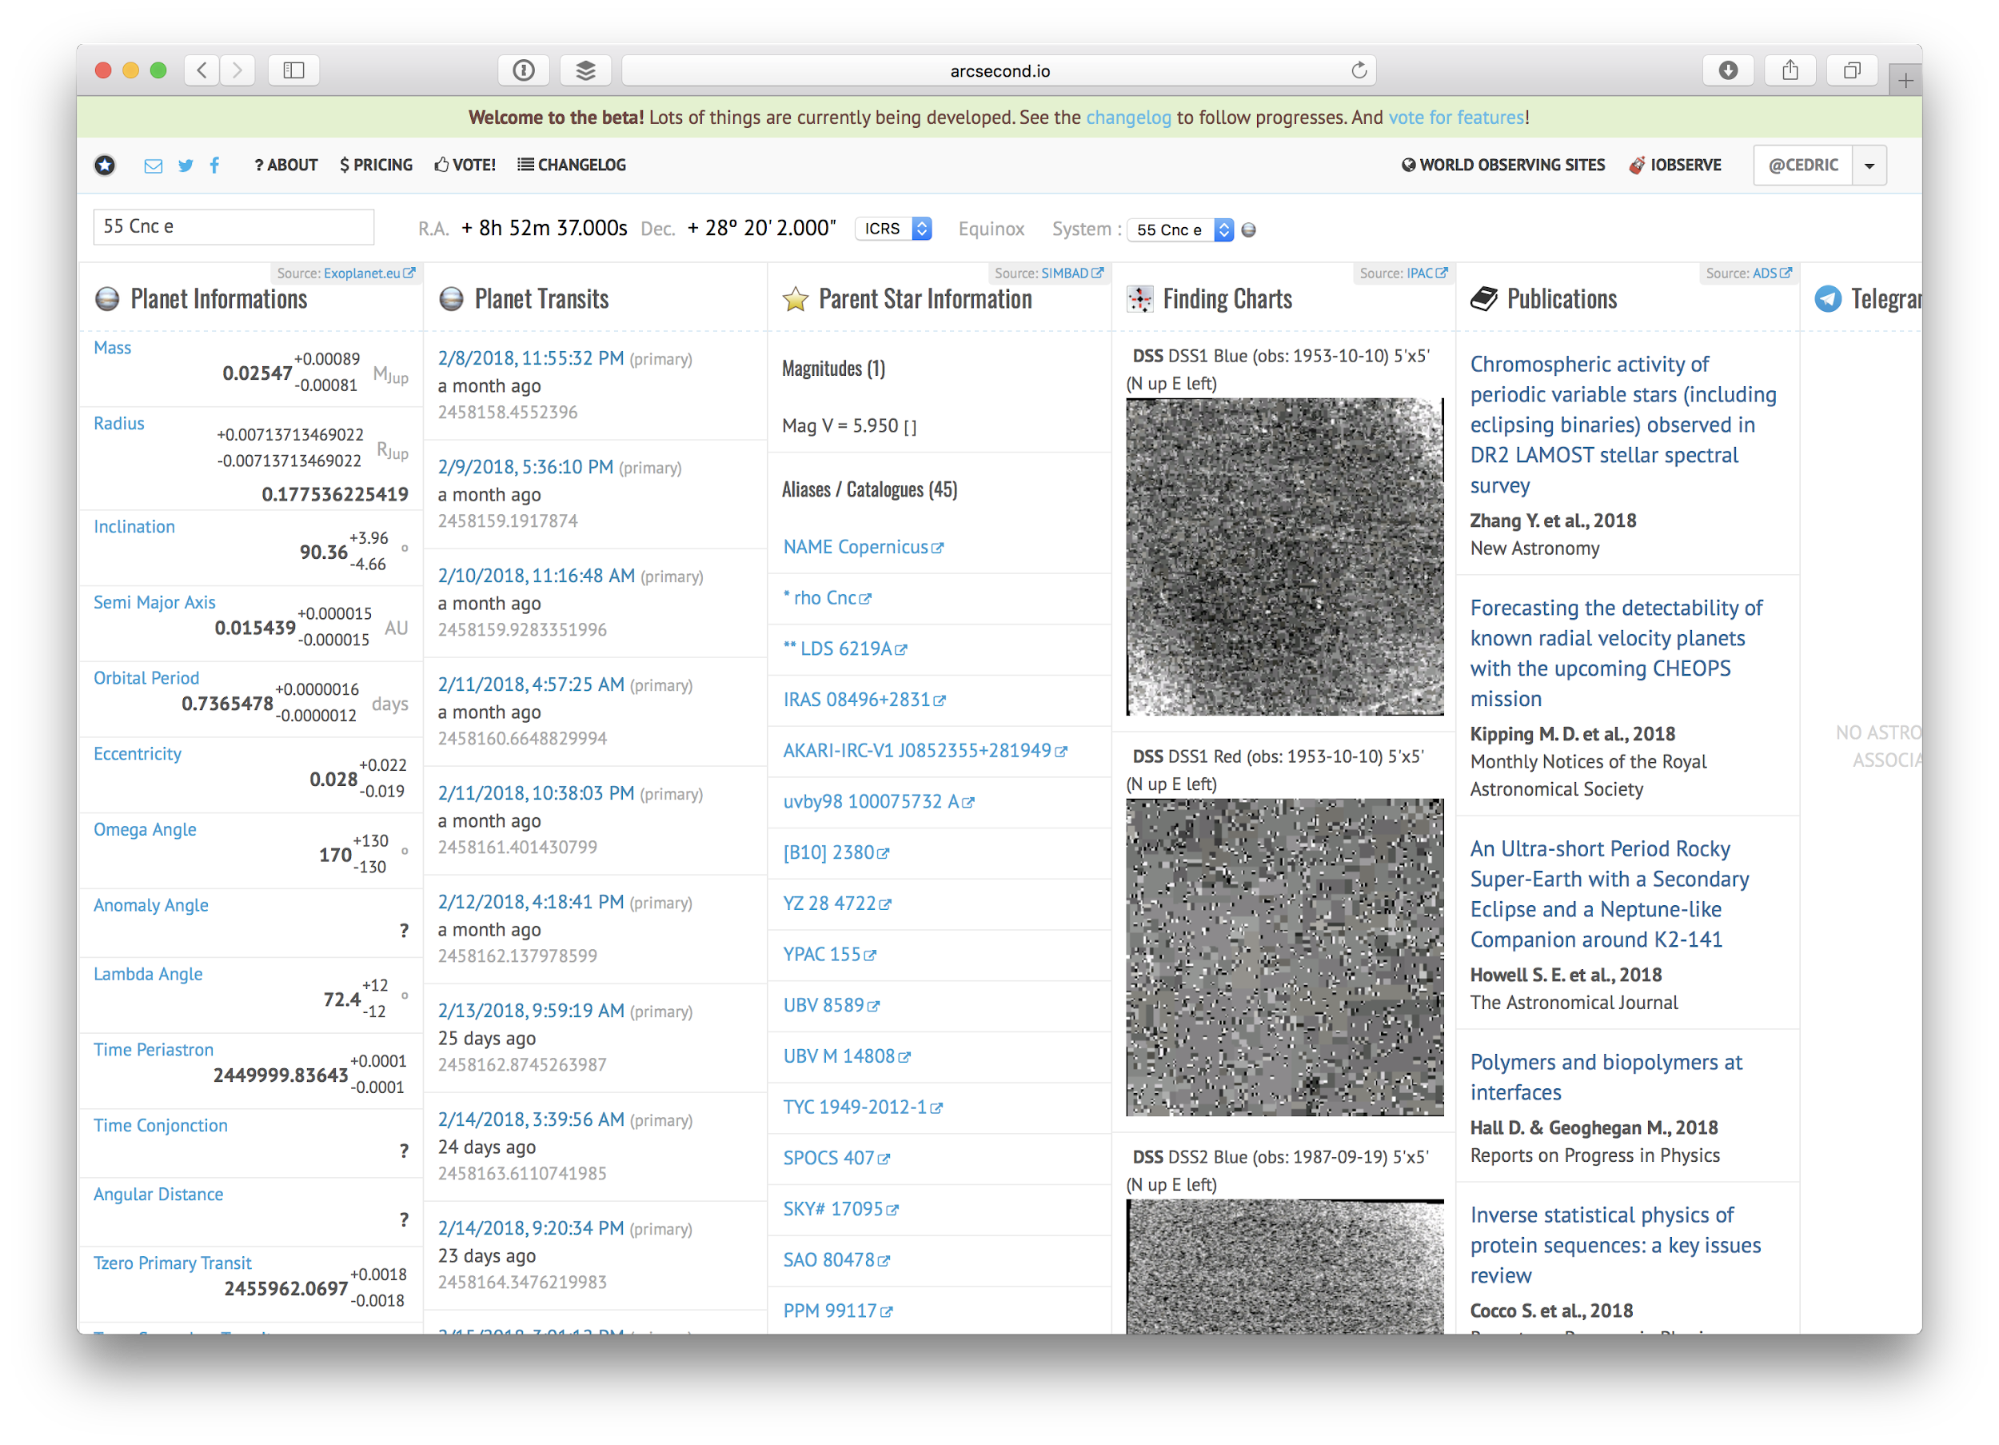 arcsecond.io
Welcome to the beta! Lots of things are currently being developed. See the changelog to follow progresses. And vote for features!
? ABOUT $ PRICING VOTE! CHANGELOG WORLD OBSERVING SITES IOBSERVE @CEDRIC
55 Cnc e R.A. + 8h 52m 37.000s Dec. + 28º 20' 2.000" ICRS Equinox System : 55 Cnc e
Source: Exoplanet.eu
Planet Informations
Mass
0.02547 +0.00089 -0.00081 MJup
Radius
+0.00713713469022
-0.00713713469022 RJup
0.177536225419
Inclination
90.36 +3.96 -4.66 °
Semi Major Axis
0.015439 +0.000015 -0.000015 AU
Orbital Period
0.7365478 +0.0000016 -0.0000012 days
Eccentricity
0.028 +0.022 -0.019
Omega Angle
170 +130 -130 °
Anomaly Angle
?
Lambda Angle
72.4 +12 -12 °
Time Periastron
2449999.83643 +0.0001 -0.0001
Time Conjonction
?
Angular Distance
?
Tzero Primary Transit
2455962.0697 +0.0018 -0.0018
Planet Transits
2/8/2018, 11:55:32 PM (primary)
a month ago
2458158.4552396
2/9/2018, 5:36:10 PM (primary)
a month ago
2458159.1917874
2/10/2018, 11:16:48 AM (primary)
a month ago
2458159.9283351996
2/11/2018, 4:57:25 AM (primary)
a month ago
2458160.6648829994
2/11/2018, 10:38:03 PM (primary)
a month ago
2458161.401430799
2/12/2018, 4:18:41 PM (primary)
a month ago
2458162.137978599
2/13/2018, 9:59:19 AM (primary)
25 days ago
2458162.8745263987
2/14/2018, 3:39:56 AM (primary)
24 days ago
2458163.6110741985
2/14/2018, 9:20:34 PM (primary)
23 days ago
2458164.3476219983
Source: SIMBAD
Parent Star Information
Magnitudes (1)
Mag V = 5.950 []
Aliases / Catalogues (45)
NAME Copernicus
* rho Cnc
** LDS 6219A
IRAS 08496+2831
AKARI-IRC-V1 J0852355+281949
uvby98 100075732 A
[B10] 2380
YZ 28 4722
YPAC 155
UBV 8589
UBV M 14808
TYC 1949-2012-1
SPOCS 407
SKY# 17095
SAO 80478
PPM 99117
Source: IPAC
Finding Charts
DSS DSS1 Blue (obs: 1953-10-10) 5'x5'
(N up E left)
DSS DSS1 Red (obs: 1953-10-10) 5'x5'
(N up E left)
DSS DSS2 Blue (obs: 1987-09-19) 5'x5'
(N up E left)
Source: ADS
Publications
Chromospheric activity of
periodic variable stars (including
eclipsing binaries) observed in
DR2 LAMOST stellar spectral
survey
Zhang Y. et al., 2018
New Astronomy
Forecasting the detectability of
known radial velocity planets
with the upcoming CHEOPS
mission
Kipping M. D. et al., 2018
Monthly Notices of the Royal
Astronomical Society
An Ultra-short Period Rocky
Super-Earth with a Secondary
Eclipse and a Neptune-like
Companion around K2-141
Howell S. E. et al., 2018
The Astronomical Journal
Polymers and biopolymers at
interfaces
Hall D. & Geoghegan M., 2018
Reports on Progress in Physics
Inverse statistical physics of
protein sequences: a key issues
review
Cocco S. et al., 2018
Telegra
NO ASTRO
ASSOCIA